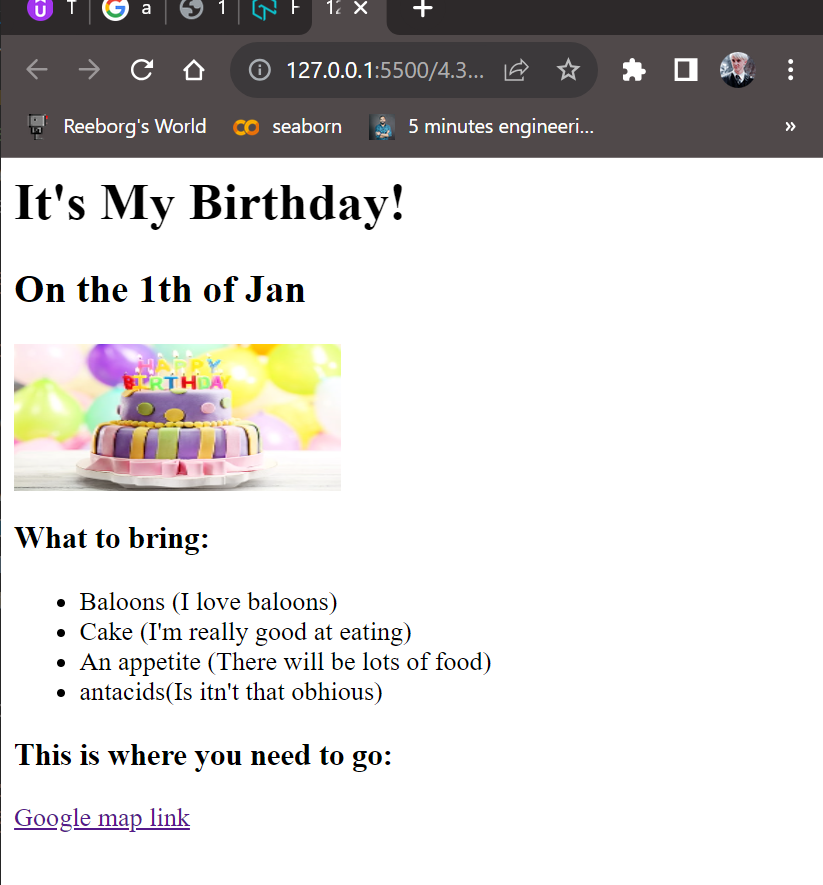 T a 1 F 12
127.0.0.1:5500/4.3...
Reeborg's World seaborn 5 minutes engineeri... »
It's My Birthday!
On the 1th of Jan
HAPPY
BIRTHDAY
What to bring:
Baloons (I love baloons)
Cake (I'm really good at eating)
An appetite (There will be lots of food)
antacids(Is itn't that obhious)
This is where you need to go:
Google map link